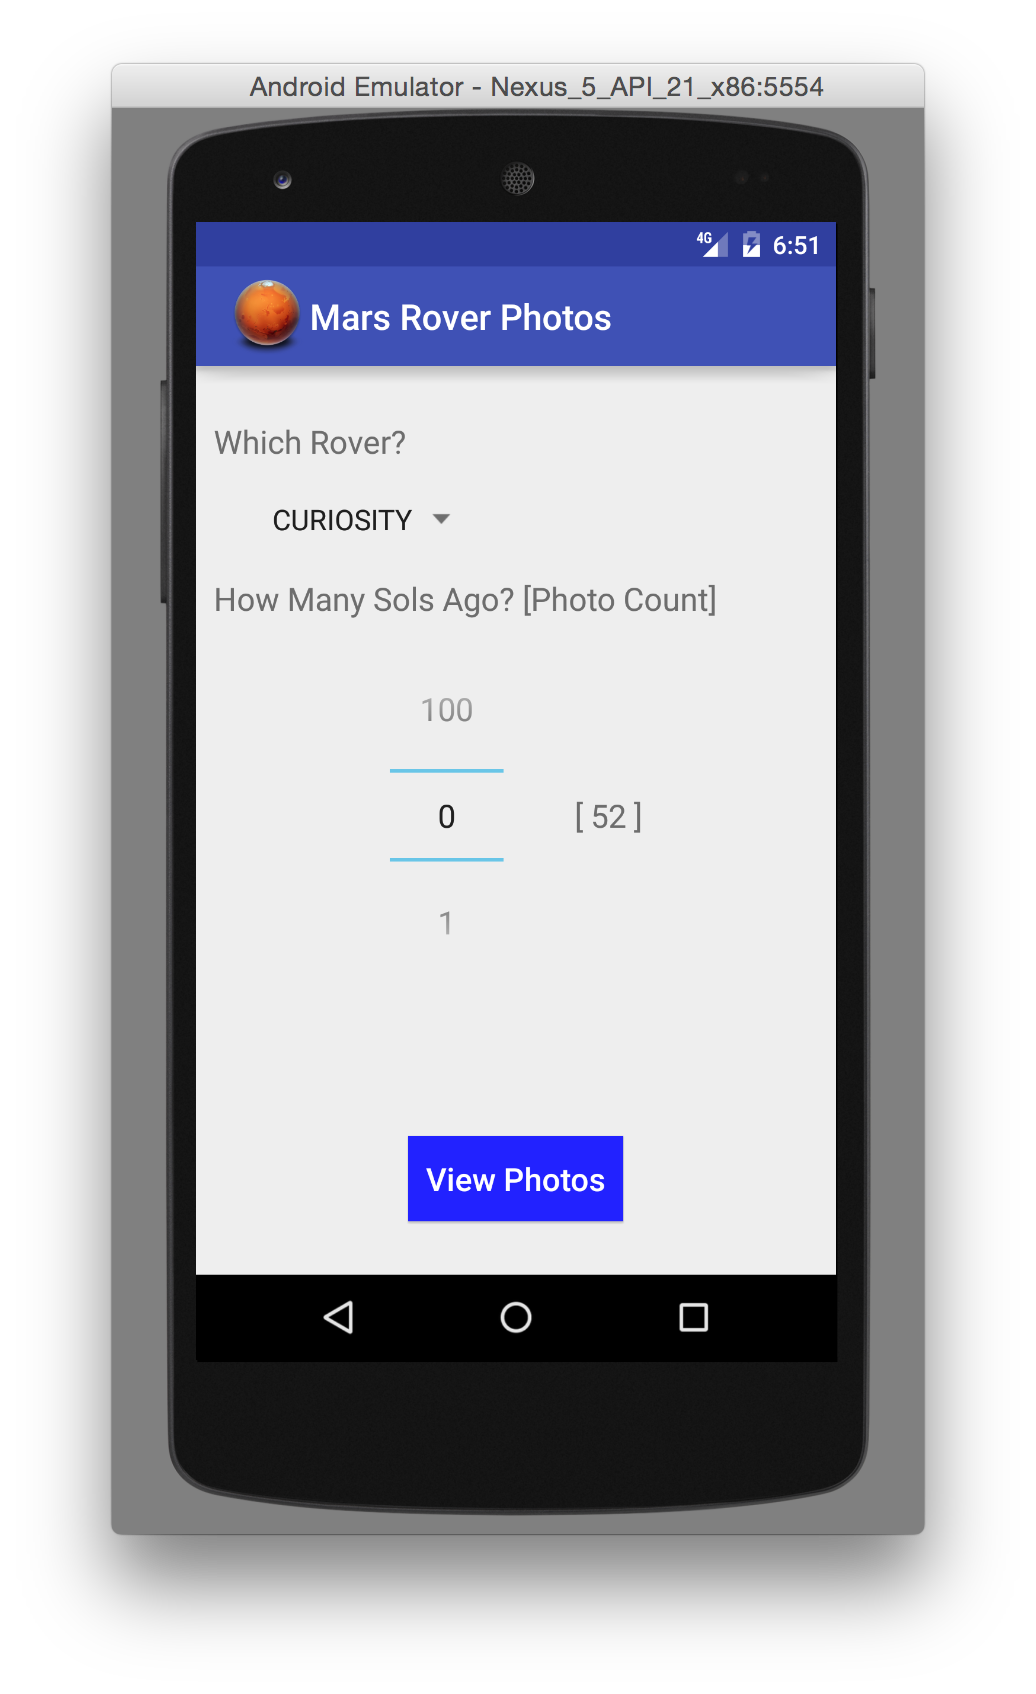 Android Emulator - Nexus_5_API_21_x86:5554
4G 6:51
Mars Rover Photos
Which Rover?
CURIOSITY
How Many Sols Ago? [Photo Count]
100
0 [ 52 ]
1
View Photos